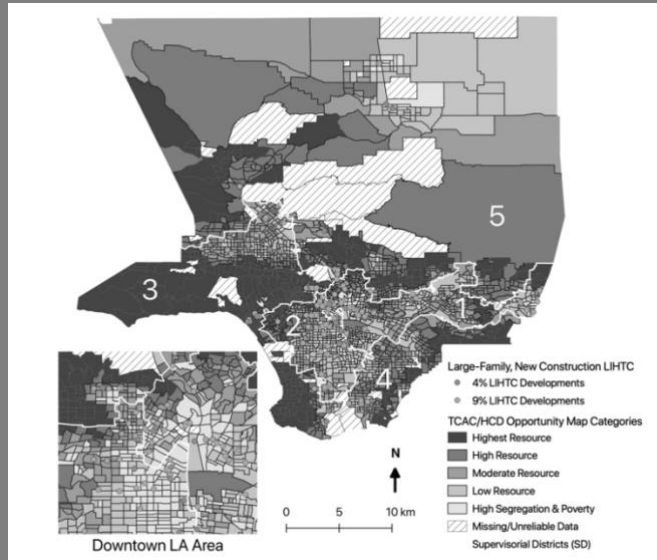 5
3
1
2
4
Large-Family, New Construction LIHTC
4% LIHTC Developments
9% LIHTC Developments
TCAC/HCD Opportunity Map Categories
Highest Resource
High Resource
Moderate Resource
Low Resource
High Segregation & Poverty
Missing/Unreliable Data
Supervisorial Districts (SD)
N
0 5 10 km
Downtown LA Area